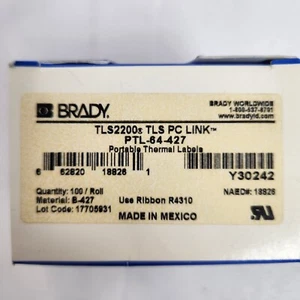 BRADY.
BRADY WORLDWIDE
1-800-537-8791
www.bradyid.com
TLS2200® TLS PC LINK™
PTL-64-427
Portable Thermal Labels
6 62820 18826 1
Y30242
NAED#: 18826
Quantity: 100 / Roll
Material: B-427
Lot Code: 17705931
Use Ribbon R4310
MADE IN MEXICO